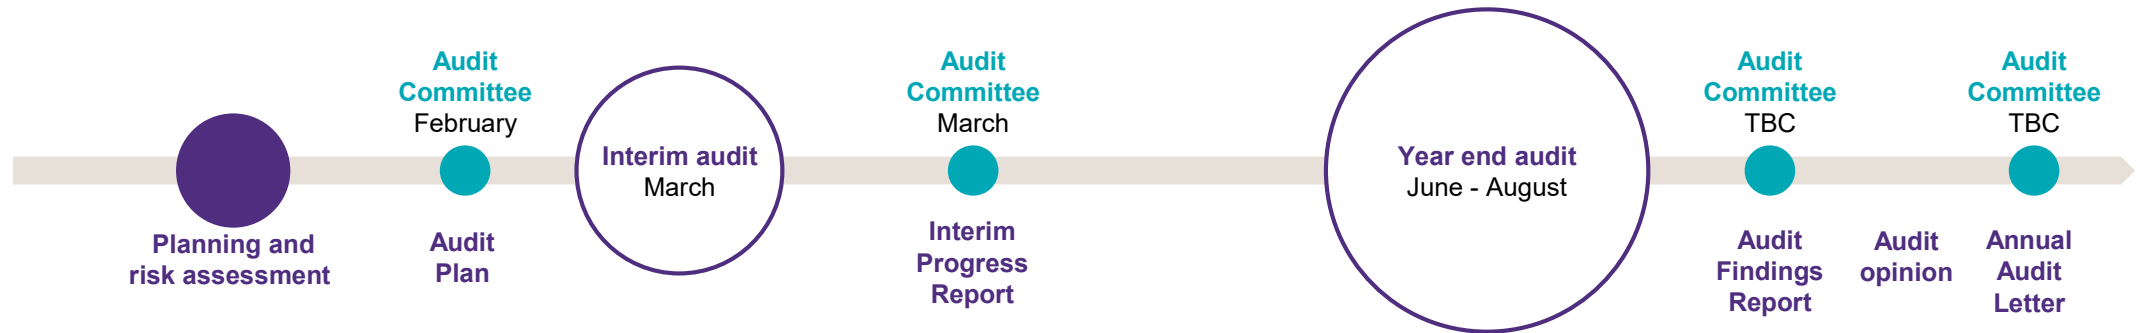 Planning and
risk assessment
Audit
Committee
February
Audit
Plan
Interim audit
March
Audit
Committee
March
Interim
Progress
Report
Year end audit
June - August
Audit
Committee
TBC
Audit
Findings
Report
Audit
opinion
Audit
Committee
TBC
Annual
Audit
Letter